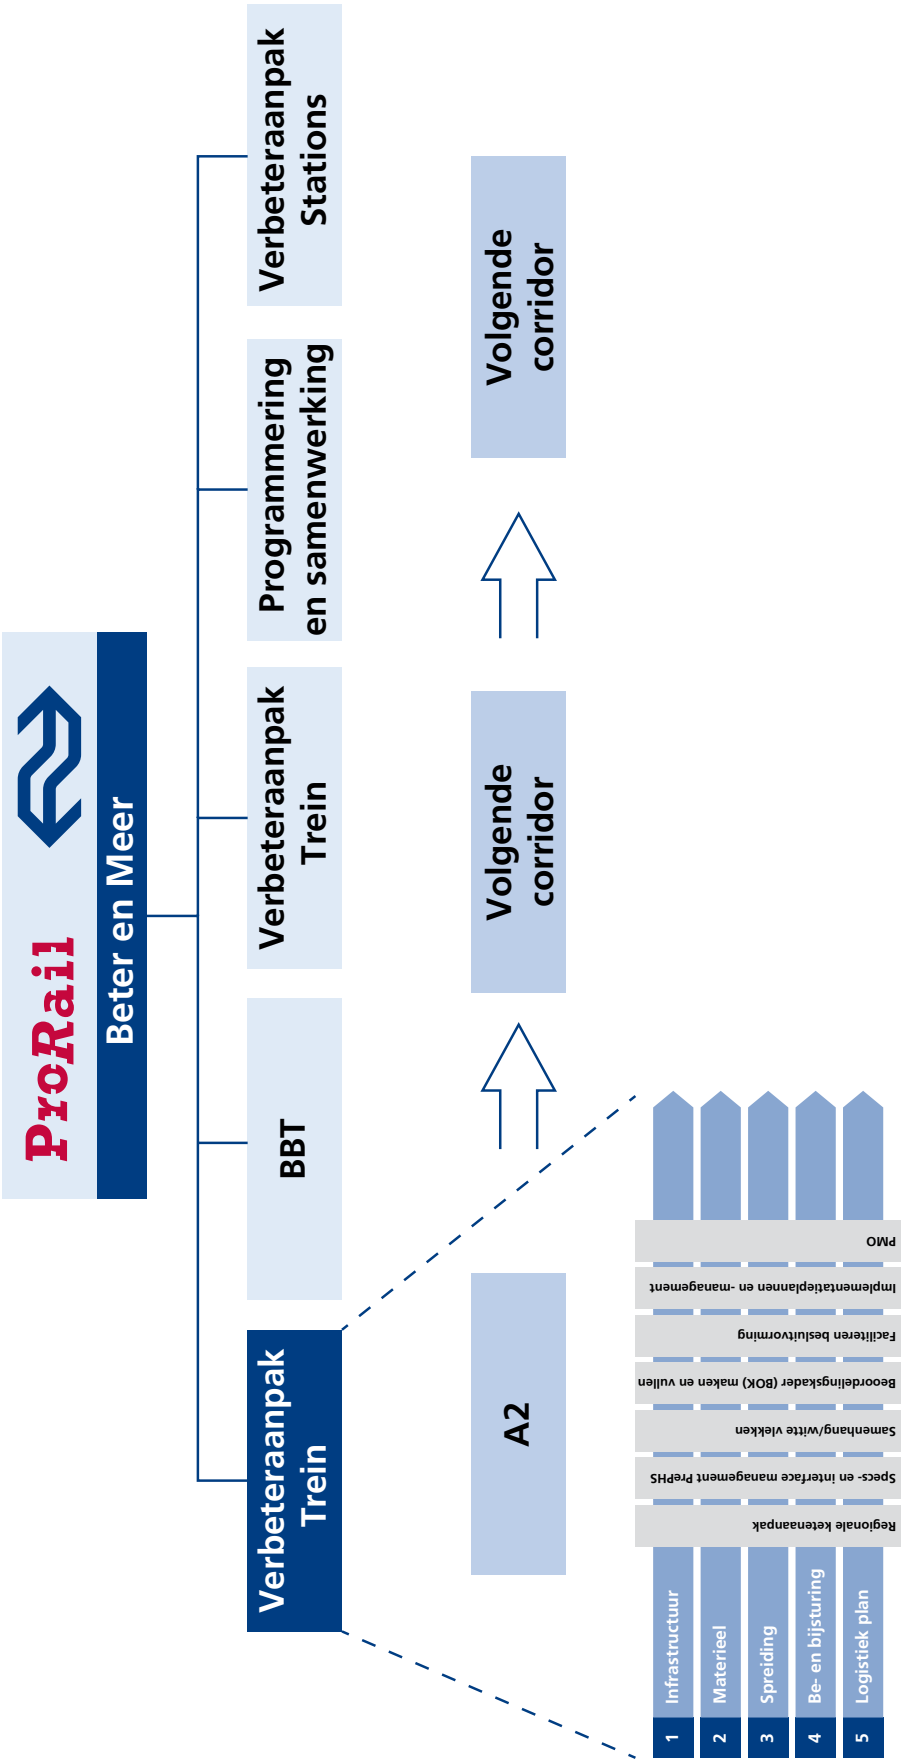 ProRail
Beter en Meer
Verbeteraanpak
Trein
BBT
Verbeteraanpak
Trein
Programmering
en samenwerking
Verbeteraanpak
Stations
A2
Volgende
corridor
Volgende
corridor
1 Infrastructuur
2 Materieel
3 Spreiding
4 Be- en bijsturing
5 Logistiek plan
Regionale ketenaanpak
Specs- en interface management PrePHS
Samenhang/witte vlekken
Beoordelingskader (BOK) maken en vullen
Faciliteren besluitvorming
Implementatieplannen en -management
PMO